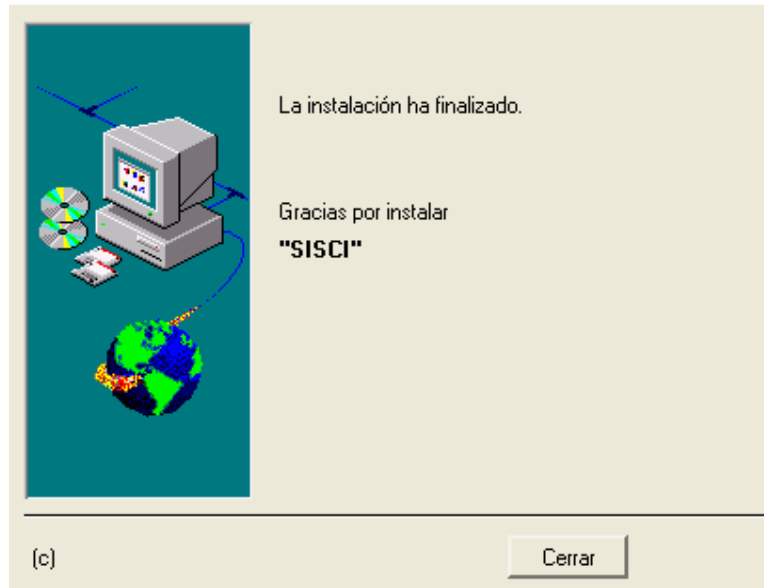 La instalación ha finalizado.
Gracias por instalar
"SISCI"
(c)
Cerrar